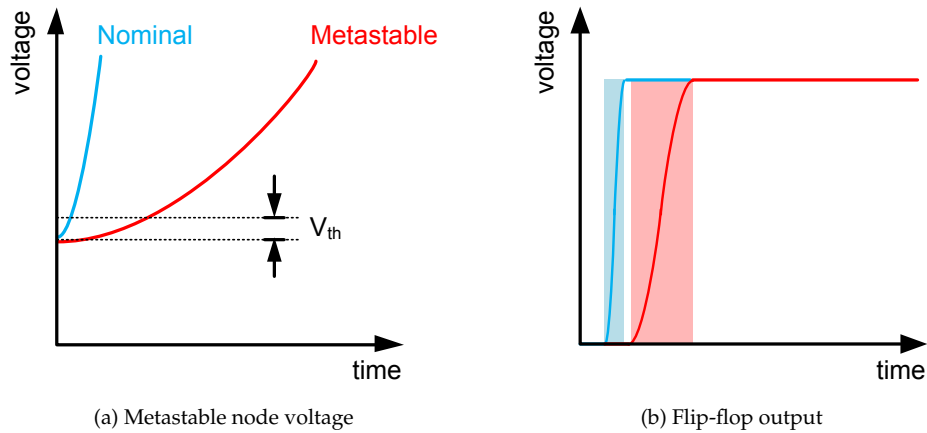 voltage
Nominal
Metastable
V_th
time
(a) Metastable node voltage
voltage
time
(b) Flip-flop output